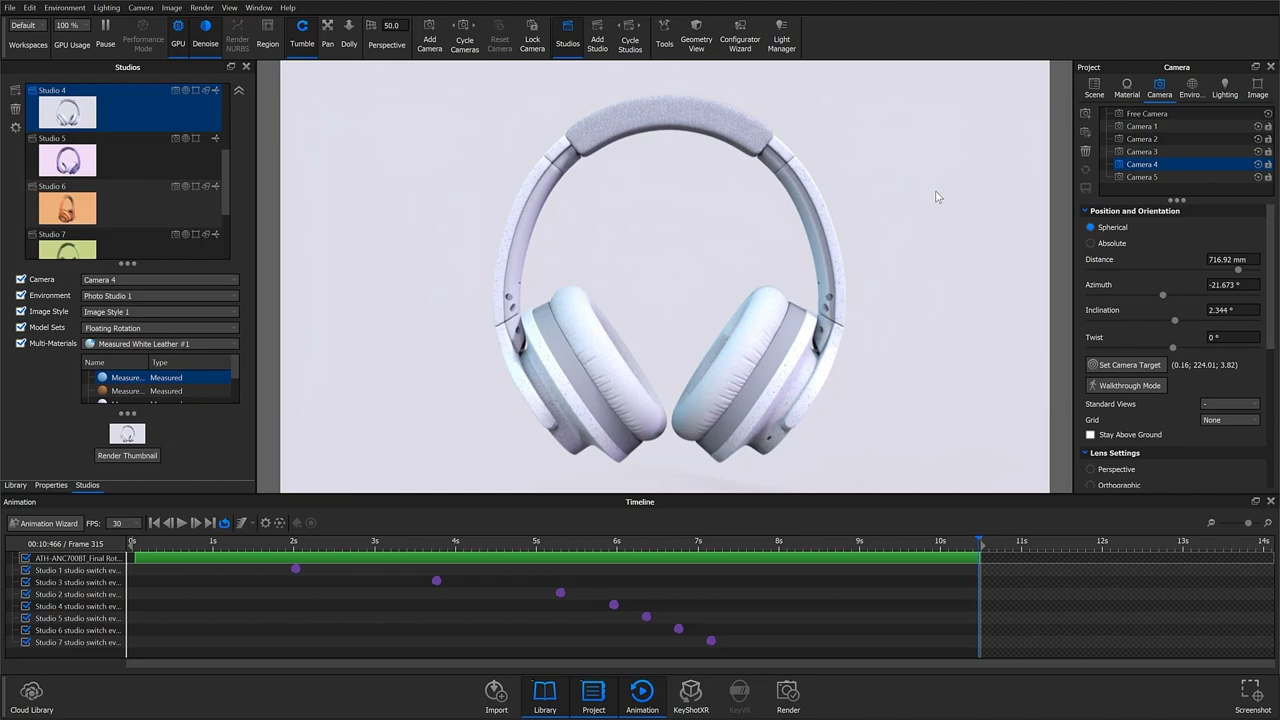 File Edit Environment Lighting Camera Image Render View Window Help
Default 100 % 50.0
Workspaces GPU Usage Pause Performance Mode GPU Denoise Render NURBS Region Tumble Pan Dolly Perspective Add Camera Cycle Cameras Reset Camera Lock Camera Studios Add Studio Cycle Studios Tools Geometry View Configurator Wizard Light Manager
Studios
Studio 4
Studio 5
Studio 6
Studio 7
Camera Camera 4
Environment Photo Studio 1
Image Style Image Style 1
Model Sets Floating Rotation
Multi-Materials Measured White Leather #1
Name Type
Measure... Measured
Measure... Measured
Render Thumbnail
Library Properties Studios
Project Camera
Scene Material Camera Enviro... Lighting Image
Free Camera
Camera 1
Camera 2
Camera 3
Camera 4
Camera 5
Position and Orientation
Spherical
Absolute
Distance 716.92 mm
Azimuth -21.673 °
Inclination 2.344 °
Twist 0 °
Set Camera Target (0.16; 224.01; 3.82)
Walkthrough Mode
Standard Views -
Grid None
Stay Above Ground
Lens Settings
Perspective
Orthographic
Timeline
Animation
Animation Wizard FPS: 30
00:10:466 / Frame 315 0s 1s 2s 3s 4s 5s 6s 7s 8s 9s 10s 11s 12s 13s 14s
ATH-ANC700BT_Final Rot...
Studio 1 studio switch ev...
Studio 3 studio switch ev...
Studio 2 studio switch ev...
Studio 4 studio switch ev...
Studio 5 studio switch ev...
Studio 6 studio switch ev...
Studio 7 studio switch ev...
Cloud Library Import Library Project Animation KeyShotXR KeyVR Render Screenshot